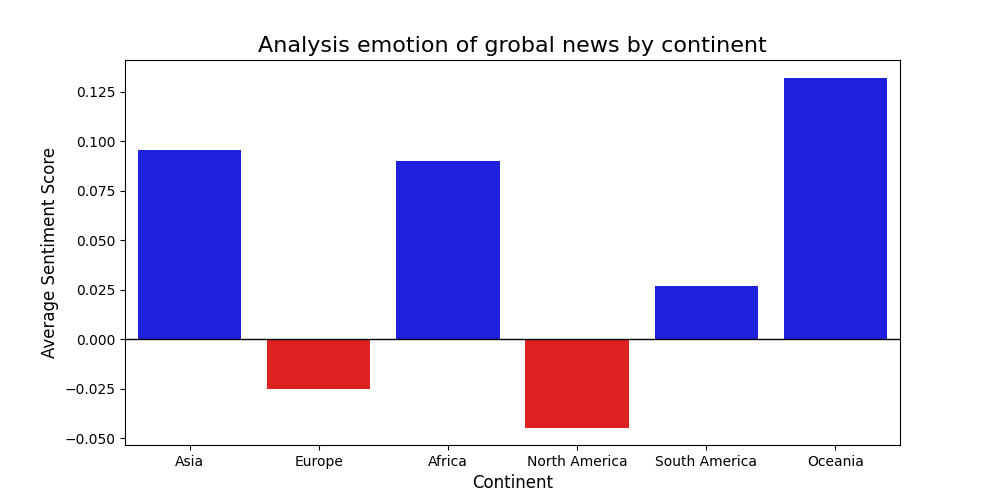 Analysis emotion of grobal news by continent
Average Sentiment Score
0.125
0.100
0.075
0.050
0.025
0.000
−0.025
−0.050
Asia Europe Africa North America South America Oceania
Continent